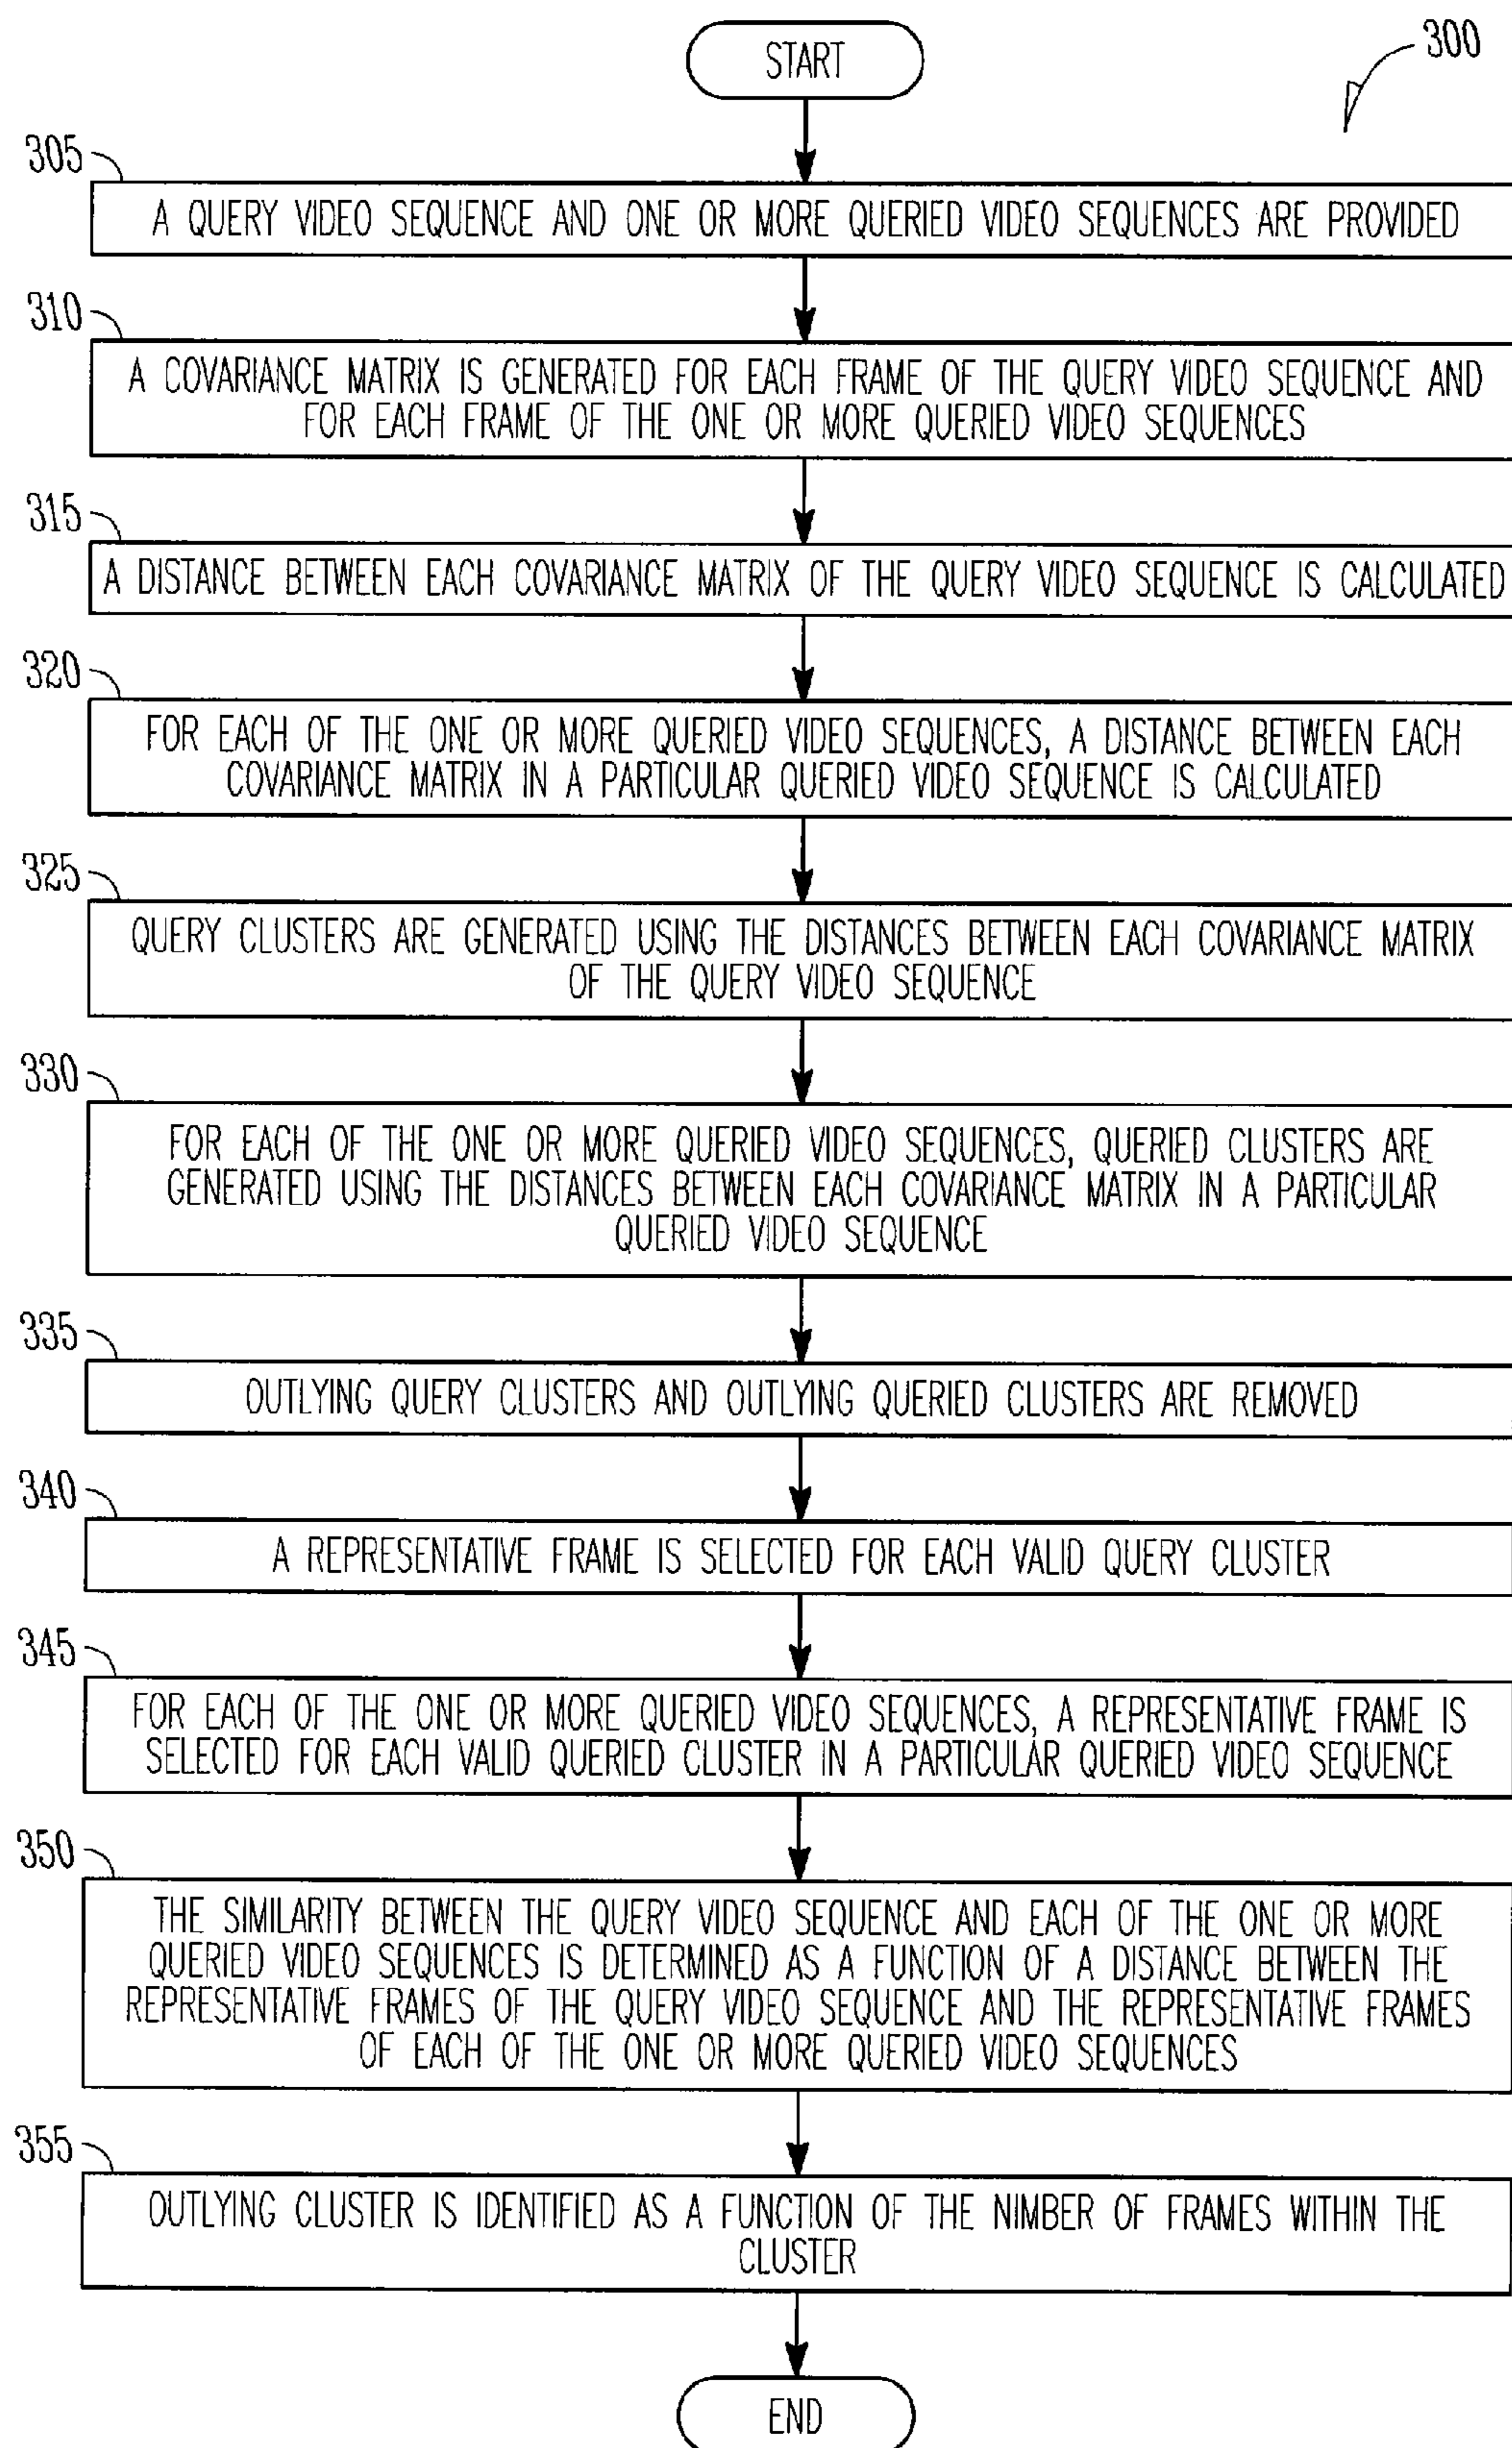 START
300
305
A QUERY VIDEO SEQUENCE AND ONE OR MORE QUERIED VIDEO SEQUENCES ARE PROVIDED
310
A COVARIANCE MATRIX IS GENERATED FOR EACH FRAME OF THE QUERY VIDEO SEQUENCE AND
FOR EACH FRAME OF THE ONE OR MORE QUERIED VIDEO SEQUENCES
315
A DISTANCE BETWEEN EACH COVARIANCE MATRIX OF THE QUERY VIDEO SEQUENCE IS CALCULATED
320
FOR EACH OF THE ONE OR MORE QUERIED VIDEO SEQUENCES, A DISTANCE BETWEEN EACH
COVARIANCE MATRIX IN A PARTICULAR QUERIED VIDEO SEQUENCE IS CALCULATED
325
QUERY CLUSTERS ARE GENERATED USING THE DISTANCES BETWEEN EACH COVARIANCE MATRIX
OF THE QUERY VIDEO SEQUENCE
330
FOR EACH OF THE ONE OR MORE QUERIED VIDEO SEQUENCES, QUERIED CLUSTERS ARE
GENERATED USING THE DISTANCES BETWEEN EACH COVARIANCE MATRIX IN A PARTICULAR
QUERIED VIDEO SEQUENCE
335
OUTLYING QUERY CLUSTERS AND OUTLYING QUERIED CLUSTERS ARE REMOVED
340
A REPRESENTATIVE FRAME IS SELECTED FOR EACH VALID QUERY CLUSTER
345
FOR EACH OF THE ONE OR MORE QUERIED VIDEO SEQUENCES, A REPRESENTATIVE FRAME IS
SELECTED FOR EACH VALID QUERIED CLUSTER IN A PARTICULAR QUERIED VIDEO SEQUENCE
350
THE SIMILARITY BETWEEN THE QUERY VIDEO SEQUENCE AND EACH OF THE ONE OR MORE
QUERIED VIDEO SEQUENCES IS DETERMINED AS A FUNCTION OF A DISTANCE BETWEEN THE
REPRESENTATIVE FRAMES OF THE QUERY VIDEO SEQUENCE AND THE REPRESENTATIVE FRAMES
OF EACH OF THE ONE OR MORE QUERIED VIDEO SEQUENCES
355
OUTLYING CLUSTER IS IDENTIFIED AS A FUNCTION OF THE NIMBER OF FRAMES WITHIN THE
CLUSTER
END